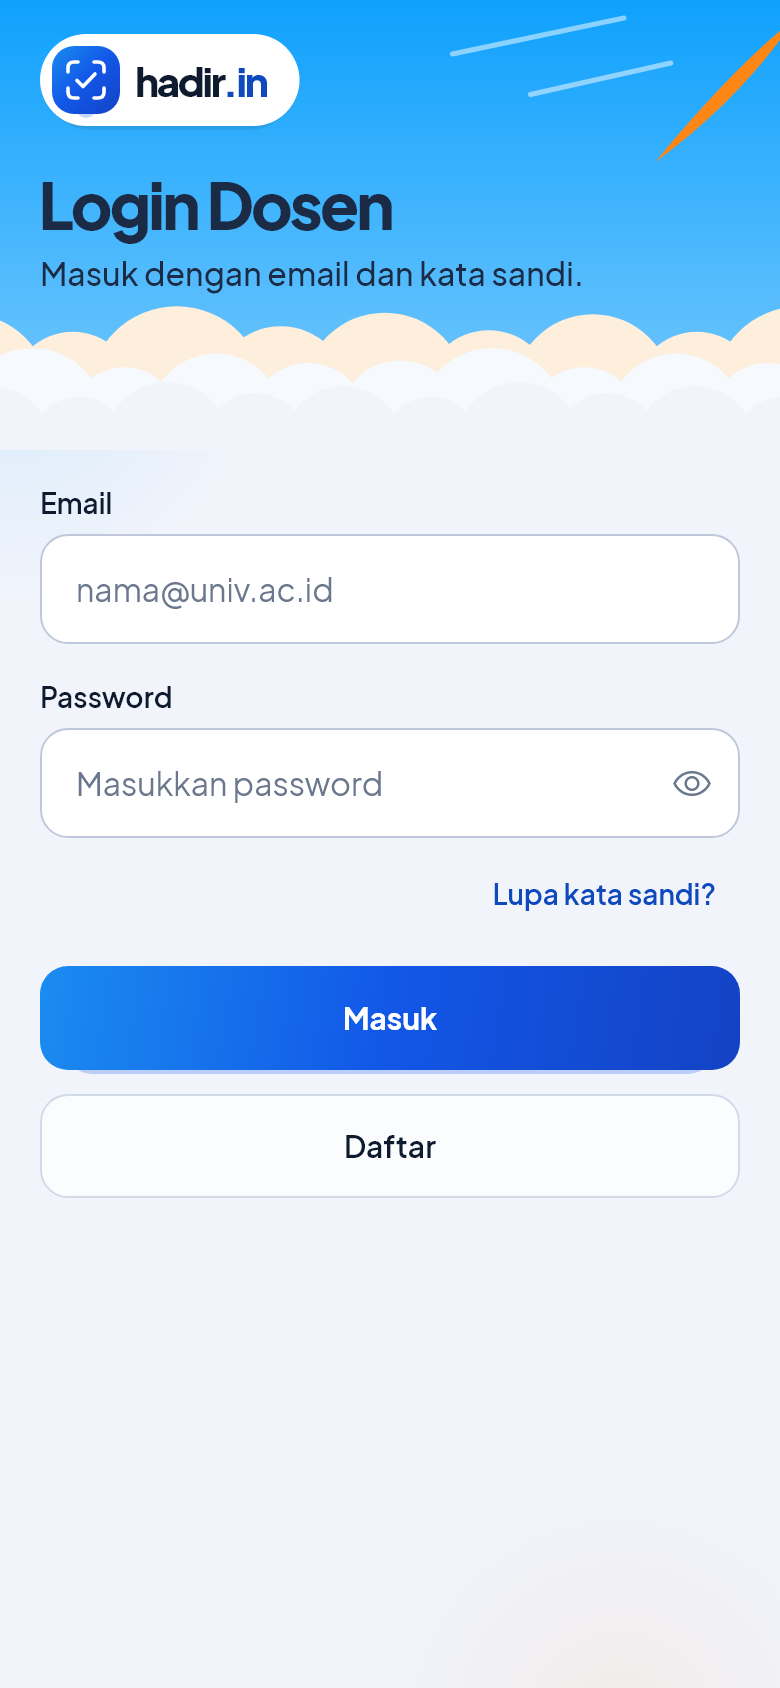 hadir.in
Login Dosen
Masuk dengan email dan kata sandi.
Email
nama@univ.ac.id
Password
Masukkan password
Lupa kata sandi?
Masuk
Daftar